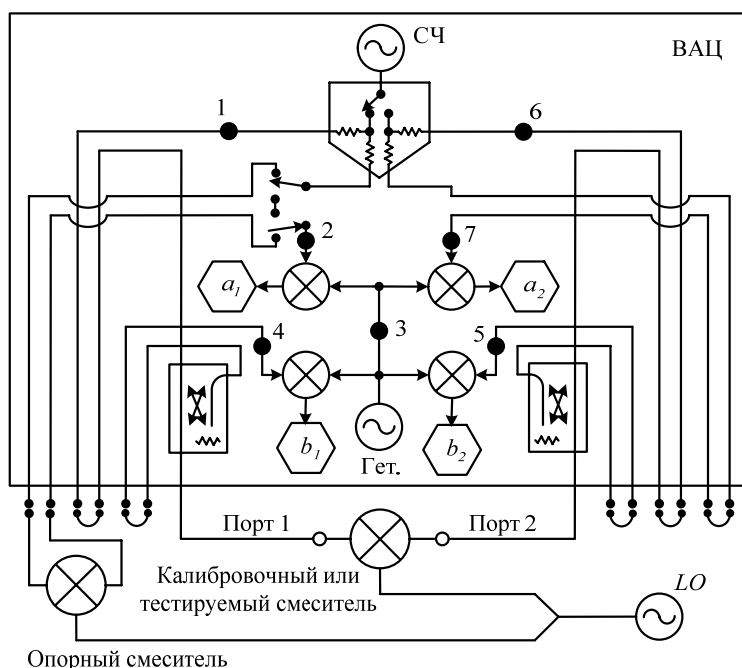 СЧ
ВАЦ
1
6
2
7
a1
a2
4
3
5
b1
b2
Гет.
Порт 1
Порт 2
Калибровочный или
тестируемый смеситель
LO
Опорный смеситель